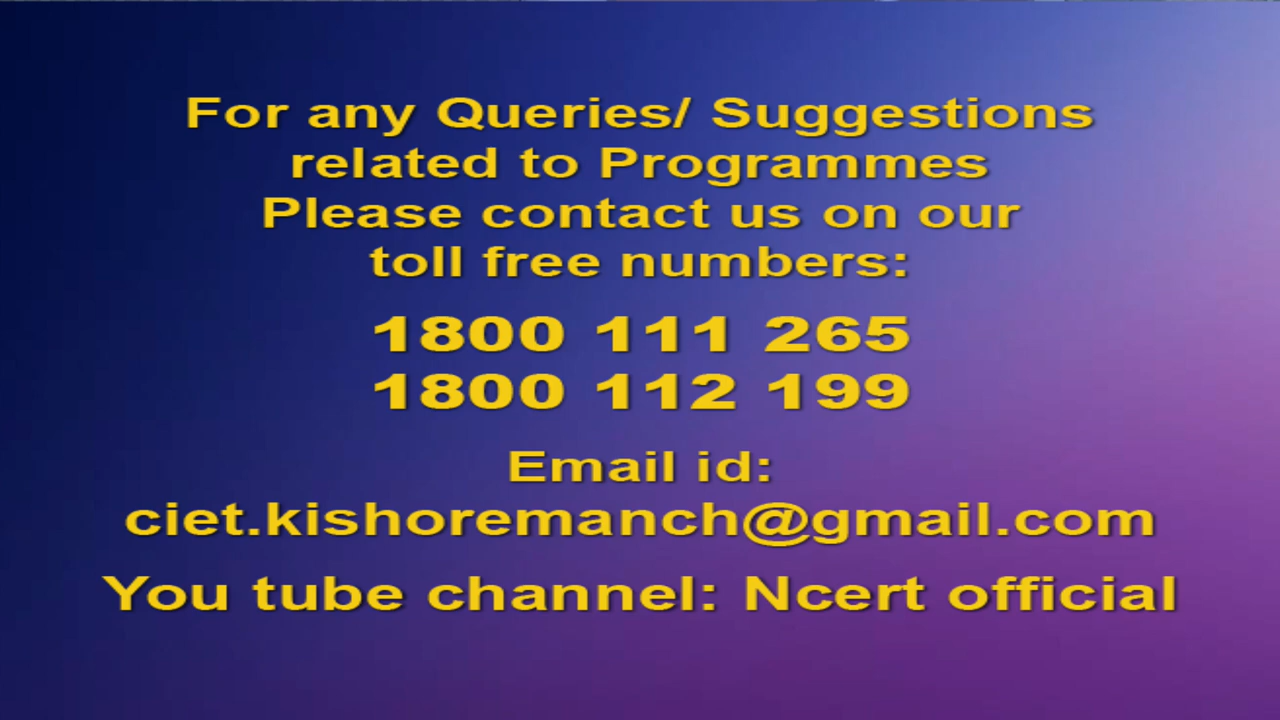 For any Queries/ Suggestions
related to Programmes
Please contact us on our
toll free numbers:
1800 111 265
1800 112 199
Email id:
ciet.kishoremanch@gmail.com
You tube channel: Ncert official